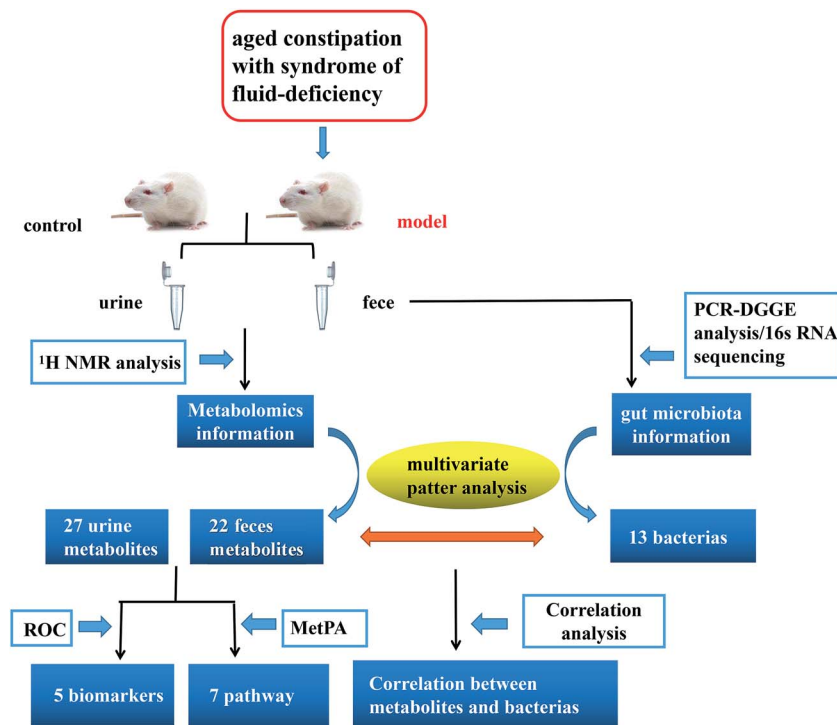 aged constipation
with syndrome of
fluid-deficiency
control
model
urine
fece
PCR-DGGE
analysis/16s RNA
sequencing
¹H NMR analysis
Metabolomics
information
gut microbiota
information
multivariate
patter analysis
27 urine
metabolites
22 feces
metabolites
13 bacterias
ROC
MetPA
Correlation
analysis
5 biomarkers
7 pathway
Correlation between
metabolites and bacterias